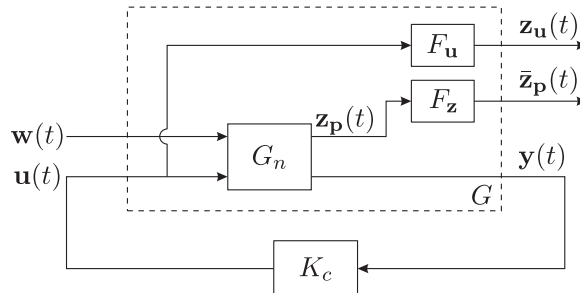 F_u
z_u(t)
z̄_p(t)
F_z
w(t)
z_p(t)
G_n
u(t)
y(t)
G
K_c